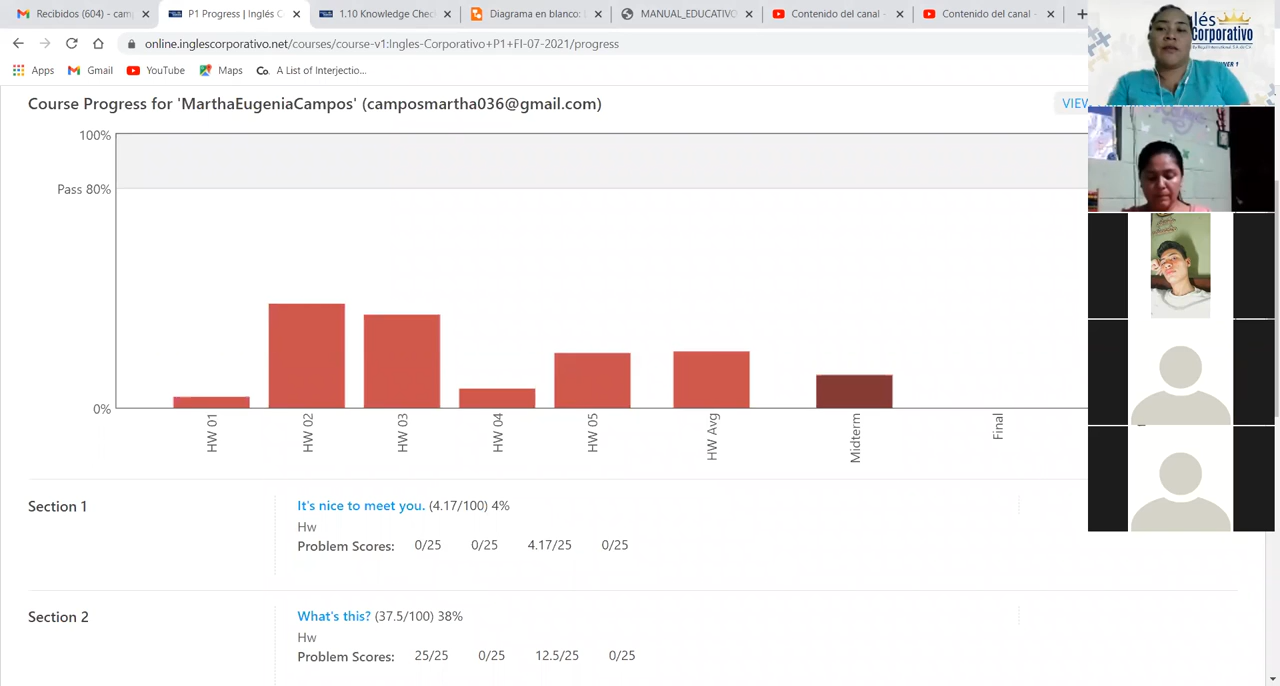 Recibidos (604) - cam
P1 Progress | Inglés C
1.10 Knowledge Chec
Diagrama en blanco:
MANUAL_EDUCATIVO
Contenido del canal -
Contenido del canal -
online.inglescorporativo.net/courses/course-v1:Ingles-Corporativo+P1+FI-07-2021/progress
Apps
Gmail
YouTube
Maps
Co.
A List of Interjectio...
Course Progress for 'MarthaEugeniaCampos' (camposmartha036@gmail.com)
VIEW
100%
Pass 80%
0%
HW 01
HW 02
HW 03
HW 04
HW 05
HW Avg
Midterm
Final
Section 1
It's nice to meet you. (4.17/100) 4%
Hw
Problem Scores: 0/25 0/25 4.17/25 0/25
Section 2
What's this? (37.5/100) 38%
Hw
Problem Scores: 25/25 0/25 12.5/25 0/25
lés
Corporativo